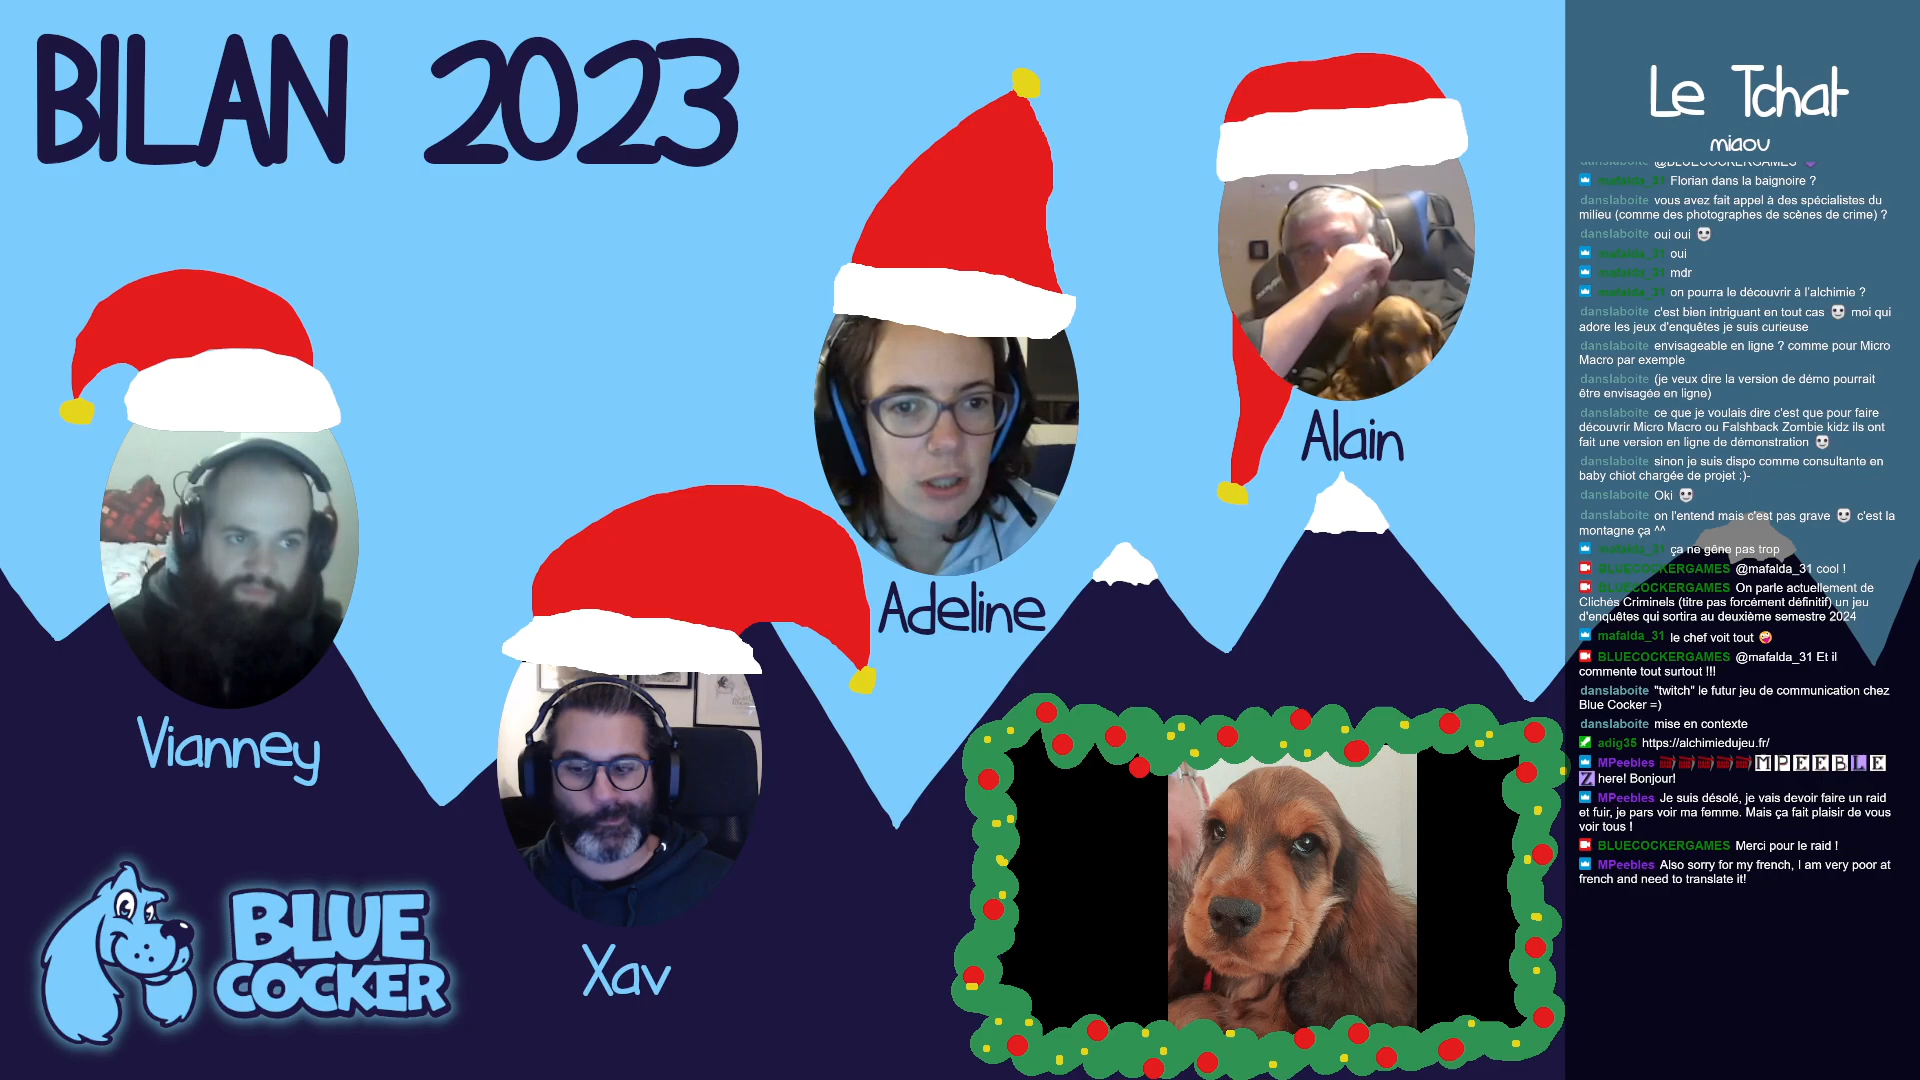 BILAN 2023
Vianney
Xav
Adeline
Alain
BLUE
COCKER
Le Tchat
miaou
danslaboite @BLUECOCKERGAMES
mafalda_31 Florian dans la baignoire ?
danslaboite vous avez fait appel à des spécialistes du
milieu (comme des photographes de scènes de crime) ?
danslaboite oui oui
mafalda_31 oui
mafalda_31 mdr
mafalda_31 on pourra le découvrir à l'alchimie ?
danslaboite c'est bien intriguant en tout cas moi qui
adore les jeux d'enquêtes je suis curieuse
danslaboite envisageable en ligne ? comme pour Micro
Macro par exemple
danslaboite (je veux dire la version de démo pourrait
être envisagée en ligne)
danslaboite ce que je voulais dire c'est que pour faire
découvrir Micro Macro ou Falshback Zombie kidz ils ont
fait une version en ligne de démonstration
danslaboite sinon je suis dispo comme consultante en
baby chiot chargée de projet :)-
danslaboite Oki
danslaboite on l'entend mais c'est pas grave c'est la
montagne ça ^^
mafalda_31 ça ne gêne pas trop
BLUECOCKERGAMES @mafalda_31 cool !
BLUECOCKERGAMES On parle actuellement de
Clichés Criminels (titre pas forcément définitif) un jeu
d'enquêtes qui sortira au deuxième semestre 2024
mafalda_31 le chef voit tout
BLUECOCKERGAMES @mafalda_31 Et il
commente tout surtout !!!
danslaboite "twitch" le futur jeu de communication chez
Blue Cocker =)
danslaboite mise en contexte
adig35 https://alchimiedujeu.fr/
MPeebles M P E E B L E
Z here! Bonjour!
MPeebles Je suis désolé, je vais devoir faire un raid
et fuir, je pars voir ma femme. Mais ça fait plaisir de vous
voir tous !
BLUECOCKERGAMES Merci pour le raid !
MPeebles Also sorry for my french, I am very poor at
french and need to translate it!